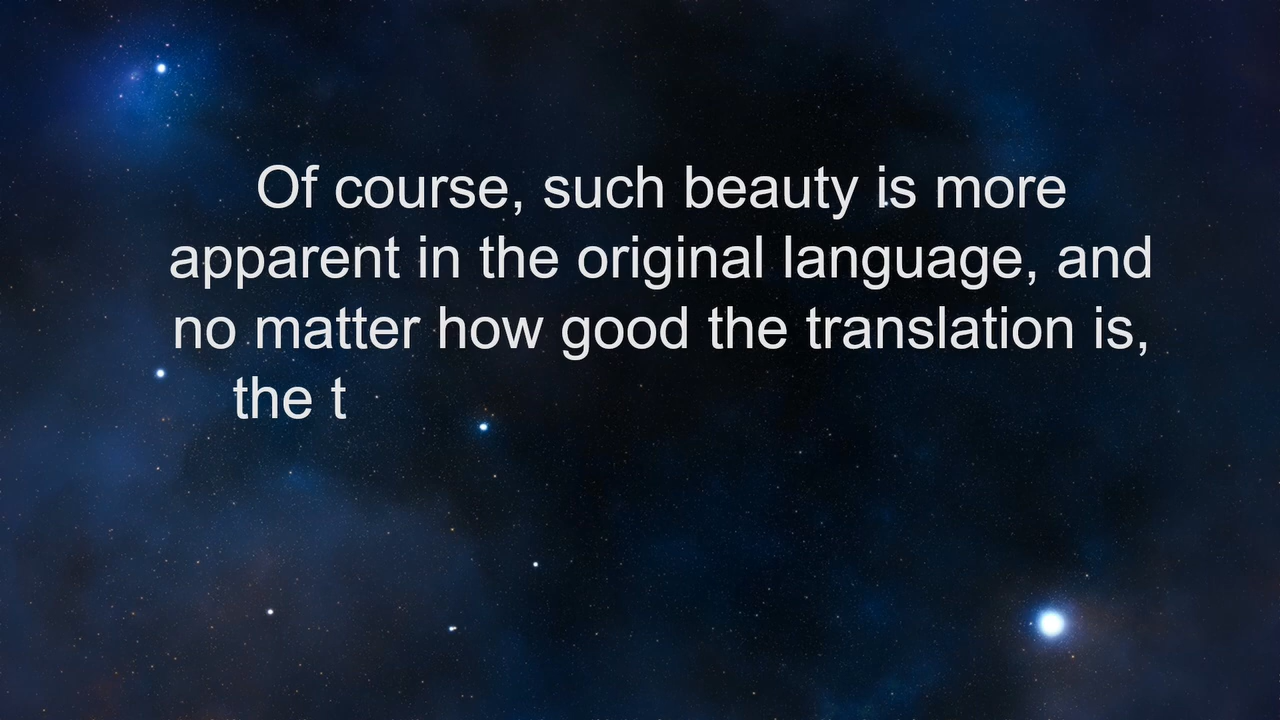 Of course, such beauty is more
apparent in the original language, and
no matter how good the translation is,
the t